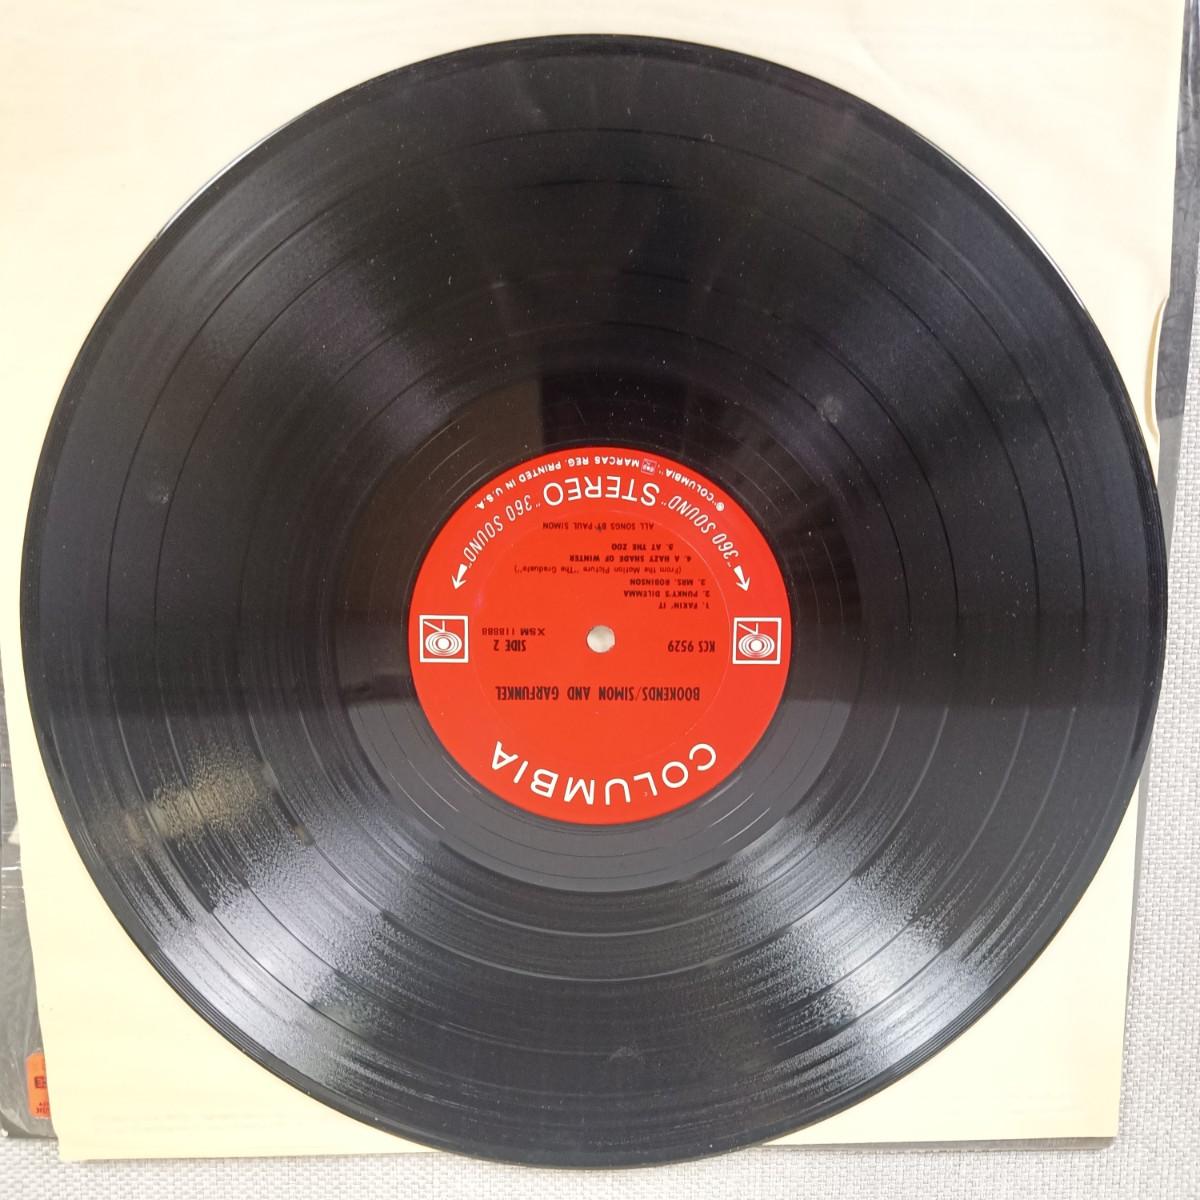 COLUMBIA
BOOKENDS/SIMON AND GARFUNKEL
KCS 9529
SIDE 2
XSM 118888
1. FAKIN' IT
2. PUNKY'S DILEMMA
3. MRS. ROBINSON
(From the Motion Picture "The Graduate")
4. A HAZY SHADE OF WINTER
5. AT THE ZOO
ALL SONGS BY PAUL SIMON
"360 SOUND" STEREO "360 SOUND"
® "COLUMBIA", MARCAS REG. PRINTED IN U.S.A.